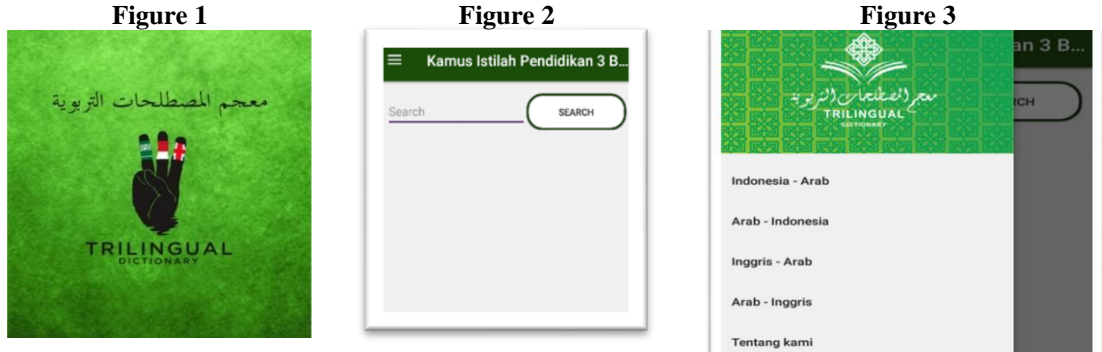 Figure 1
معجم المصطلحات التربوية
TRILINGUAL
DICTIONARY
Figure 2
Kamus Istilah Pendidikan 3 B...
Search
SEARCH
Figure 3
an 3 B...
RCH
معجم المصطلحات التربوية
TRILINGUAL
DICTIONARY
Indonesia - Arab
Arab - Indonesia
Inggris - Arab
Arab - Inggris
Tentang kami